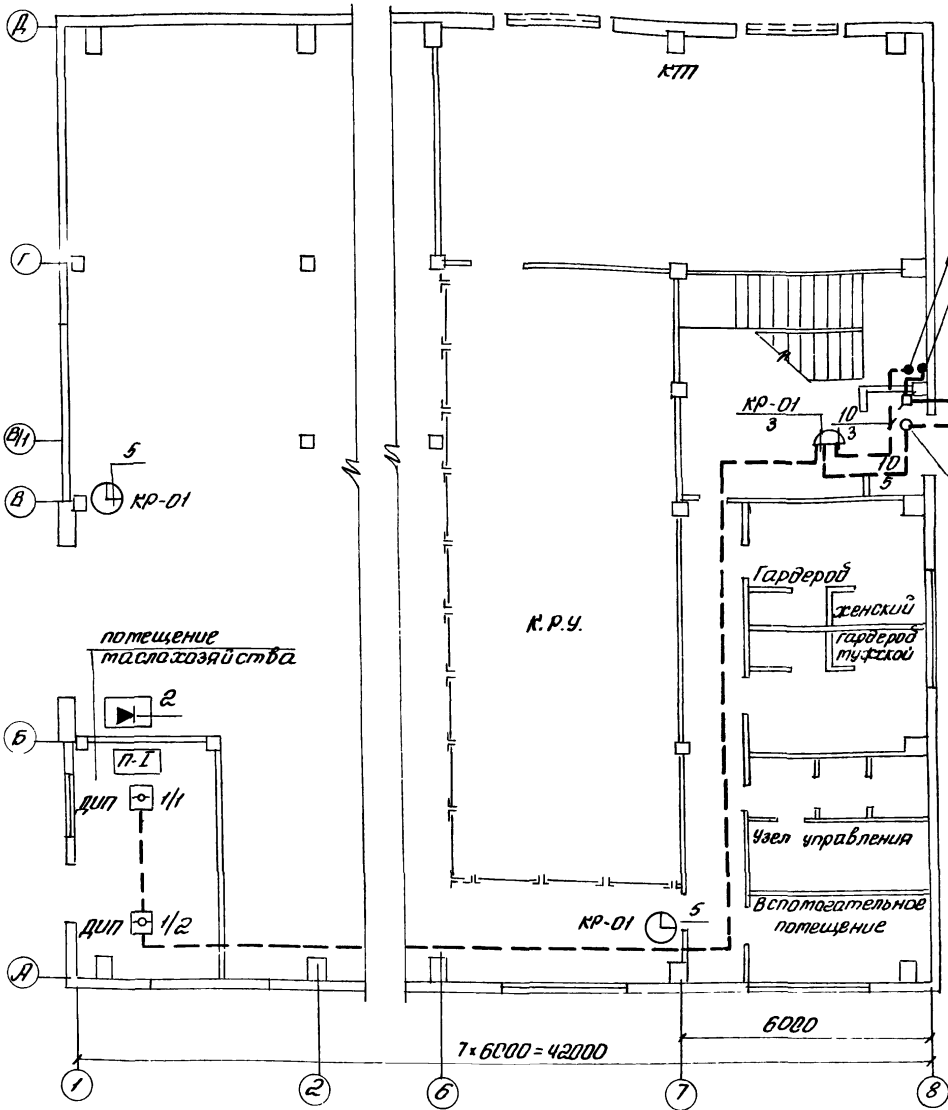 Д
КТП
Г
КР-01
3
10
3
10
5
В/1
5
В
КР-01
Гардероб
женский
гардероб
мужской
К.Р.У.
помещение
маслохозяйства
2
Б
П-I
ДИП
1/1
Узел управления
ДИП
1/2
КР-01
5
Вспомогательное
помещение
А
6000
7×6000=42000
1
2
6
7
8